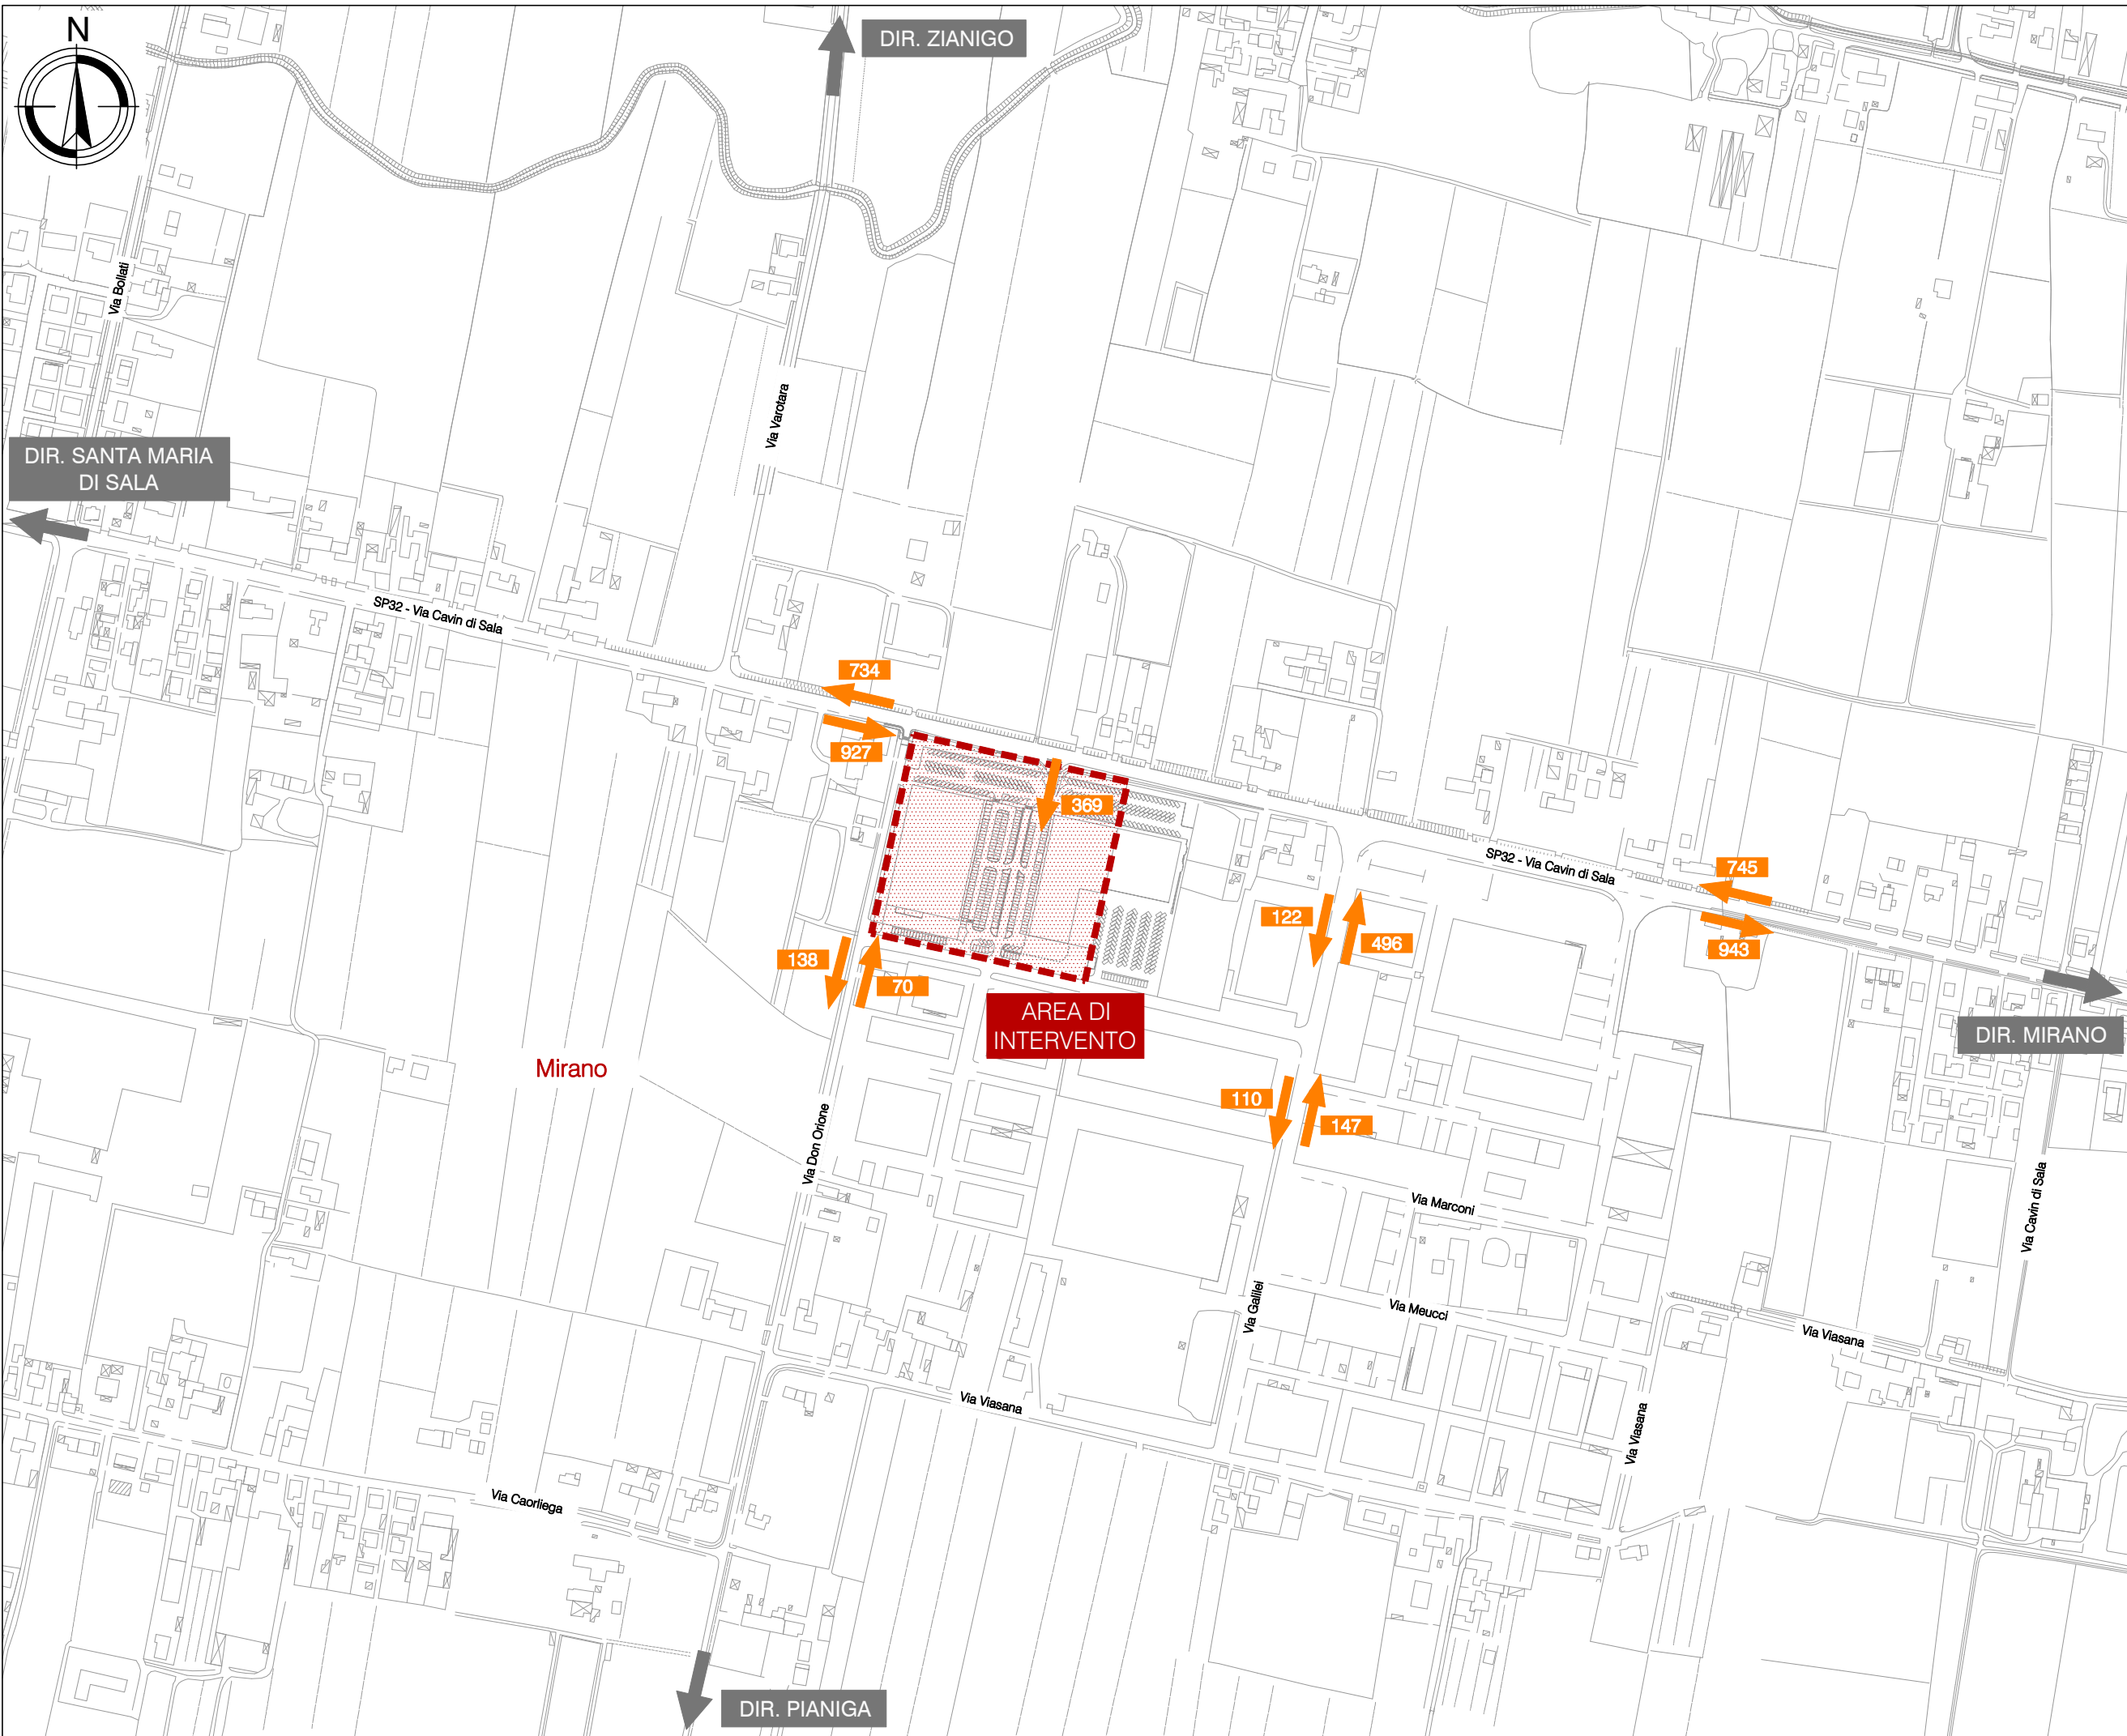 N
DIR. ZIANIGO
Via Bollati
Via Varotara
DIR. SANTA MARIA
DI SALA
SP32 - Via Cavin di Sala
734
927
369
SP32 - Via Cavin di Sala
745
943
122
496
138
70
AREA DI
INTERVENTO
DIR. MIRANO
Mirano
110
147
Via Don Orione
Via Marconi
Via Cavin di Sala
Via Galilei
Via Meucci
Via Viasana
Via Viasana
Via Viasana
Via Caorliega
DIR. PIANIGA